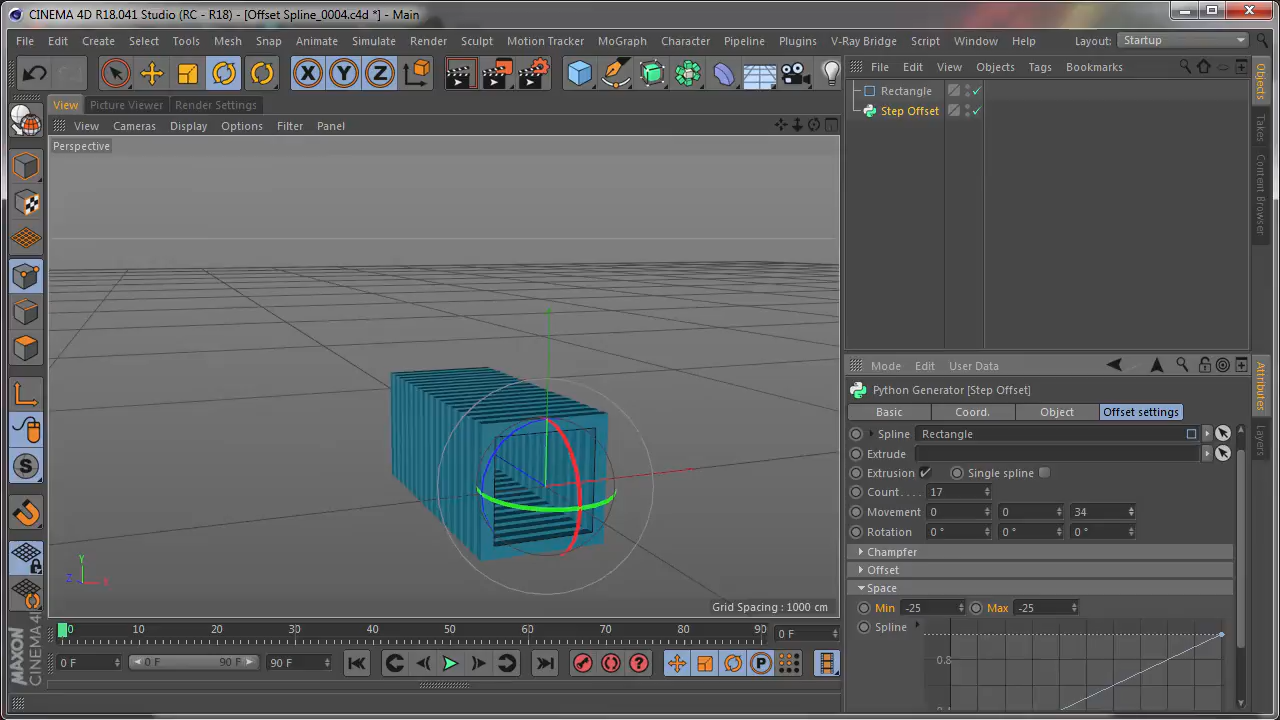 CINEMA 4D R18.041 Studio (RC - R18) - [Offset Spline_0004.c4d *] - Main
File Edit Create Select Tools Mesh Snap Animate Simulate Render Sculpt Motion Tracker MoGraph Character Pipeline Plugins V-Ray Bridge Script Window Help Layout: Startup
X Y Z
File Edit View Objects Tags Bookmarks
Rectangle
Step Offset
Objects
Takes
Content Browser
View Picture Viewer Render Settings
View Cameras Display Options Filter Panel
Perspective
Y
Z X
Grid Spacing : 1000 cm
S
Mode Edit User Data
Python Generator [Step Offset]
Basic Coord. Object Offset settings
Spline Rectangle
Extrude
Extrusion Single spline
Count . . . . 17
Movement 0 0 34
Rotation 0 ° 0 ° 0 °
Champfer
Offset
Space
Min -25 Max -25
Spline
0.8
Attributes
Layers
0 10 20 30 40 50 60 70 80 90 0 F
0 F 0 F 90 F 90 F P
MAXON
CINEMA 4D